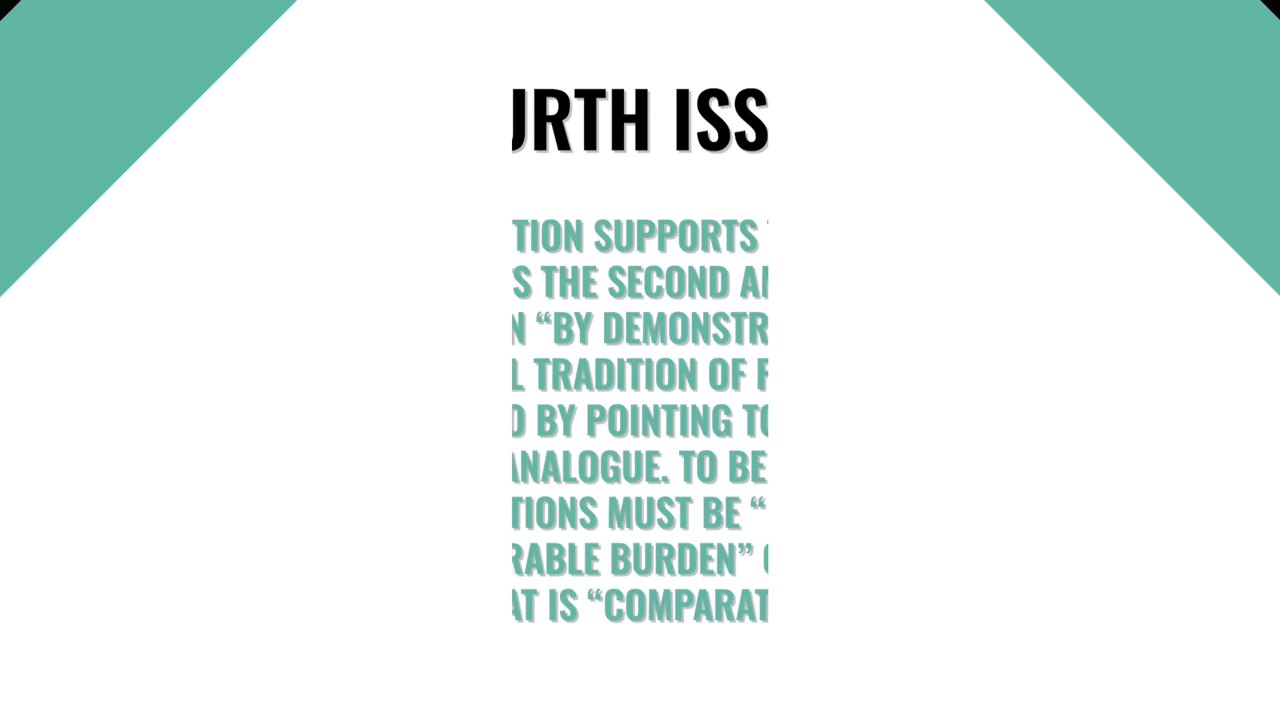 URTH ISS
TION SUPPORTS
S THE SECOND A
N “BY DEMONSTR
L TRADITION OF
D BY POINTING TO
ANALOGUE. TO BE
TIONS MUST BE “
RABLE BURDEN”
AT IS “COMPARAT